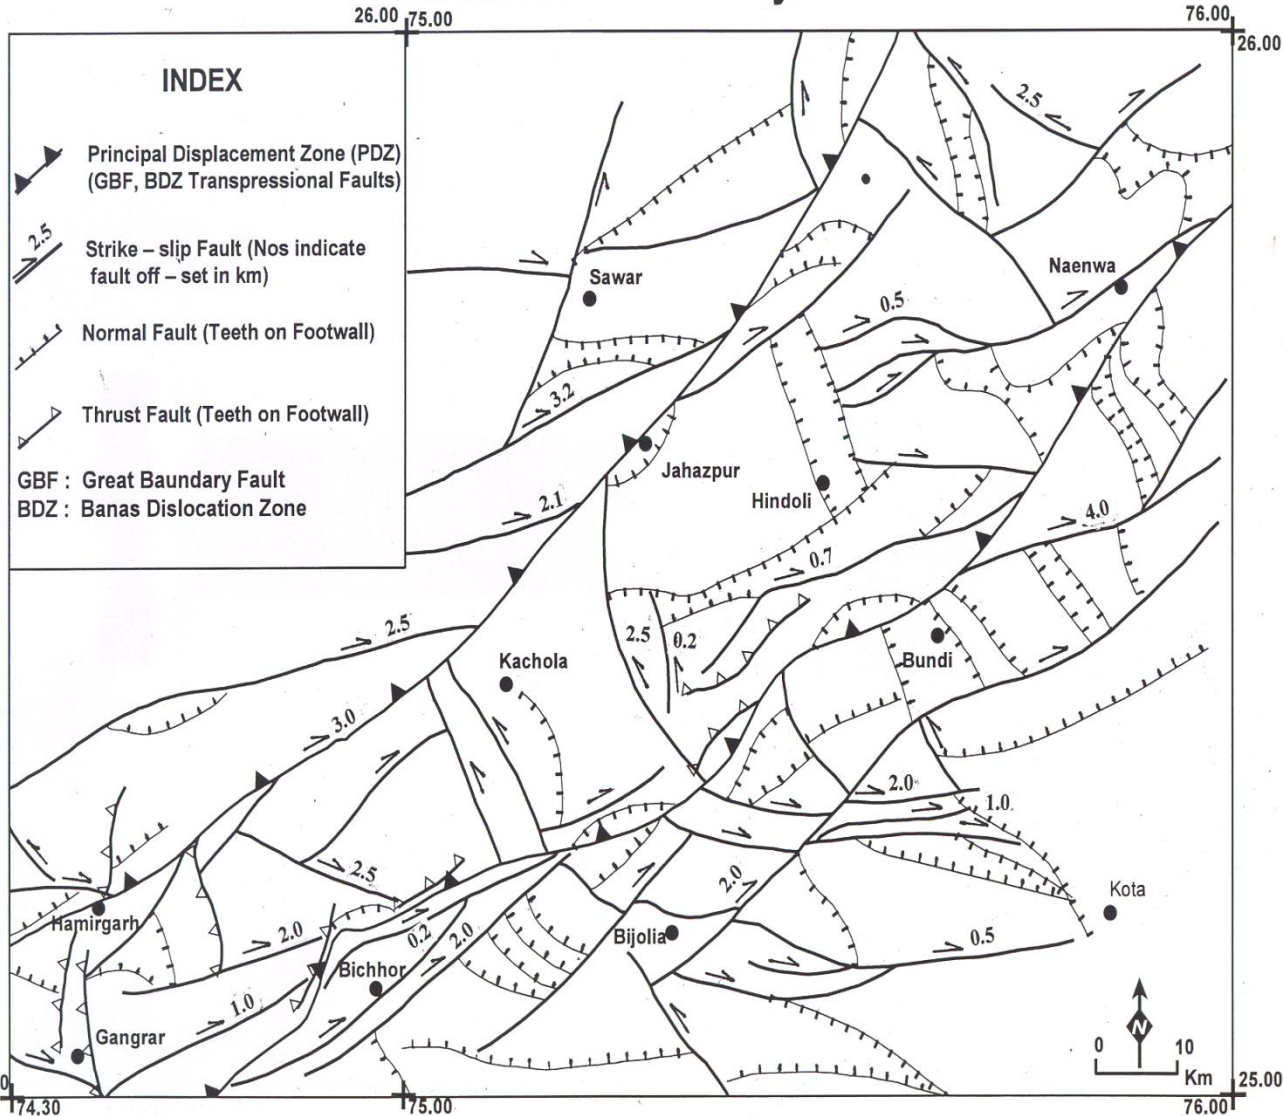 26.00
75.00
76.00
26.00
INDEX
Principal Displacement Zone (PDZ)
(GBF, BDZ Transpressional Faults)
2.5
Strike – slip Fault (Nos indicate
fault off – set in km)
Normal Fault (Teeth on Footwall)
Thrust Fault (Teeth on Footwall)
GBF : Great Baundary Fault
BDZ : Banas Dislocation Zone
2.5
Sawar
Naenwa
0.5
3.2
Jahazpur
Hindoli
2.1
4.0
0.7
2.5
2.5
0.2
Kachola
Bundi
3.0
2.0
1.0
2.5
2.0
Kota
Hamirgarh
2.0
0.2
2.0
Bijolia
0.5
Bichhor
1.0
Gangrar
N
0 10
Km
0
25.00
74.30
75.00
76.00